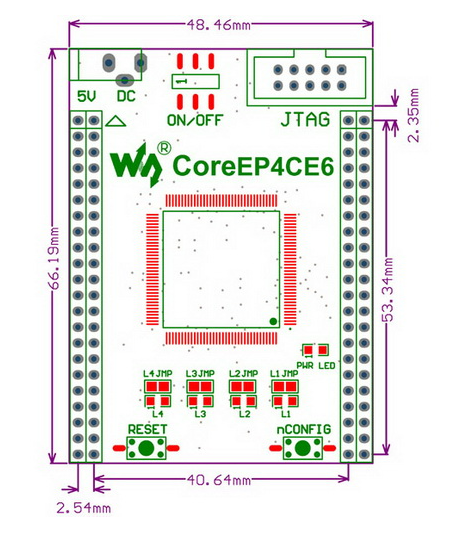 48.46mm
5V DC
1
ON/OFF
JTAG
2.35mm
® CoreEP4CE6
66.19mm
53.34mm
PWR LED
L4JMP L3JMP L2JMP L1JMP
L4 L3 L2 L1
RESET
nCONFIG
40.64mm
2.54mm